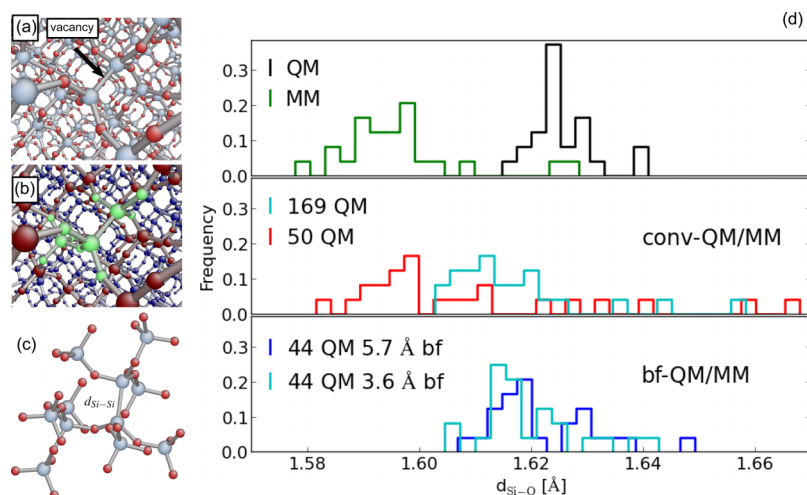 (a)
vacancy
(b)
(c)
d Si−Si
(d)
Frequency
0.3
0.2
0.1
0.0
QM
MM
0.3
0.2
0.1
0.0
169 QM
50 QM
conv-QM/MM
0.3
0.2
0.1
0.0
44 QM 5.7 Å bf
44 QM 3.6 Å bf
bf-QM/MM
1.58 1.60 1.62 1.64 1.66
d Si−O [Å]